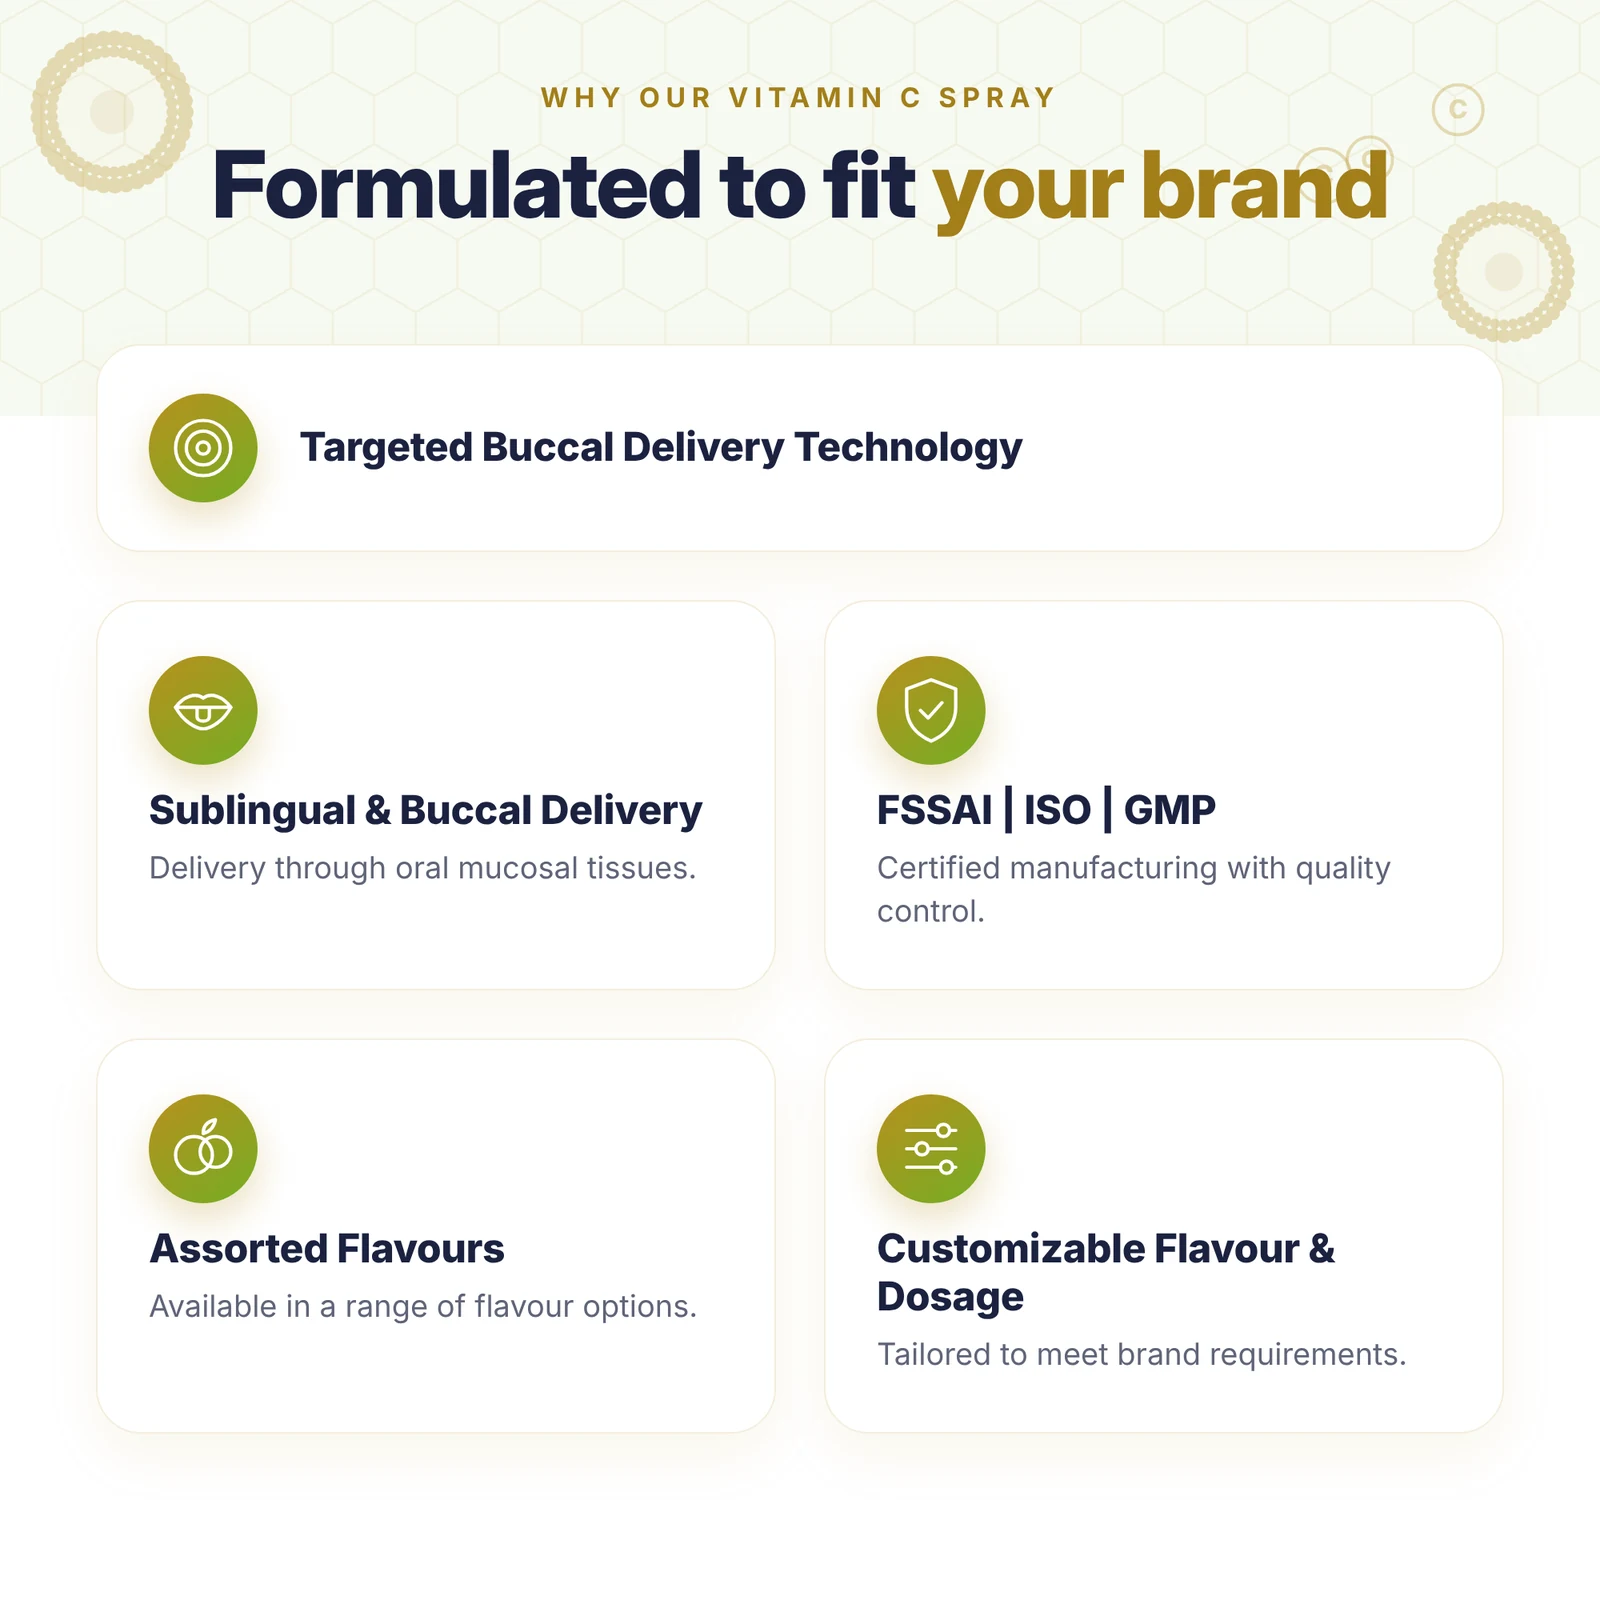 WHY OUR VITAMIN C SPRAY
Formulated to fit your brand
C
Targeted Buccal Delivery Technology
Sublingual & Buccal Delivery
Delivery through oral mucosal tissues.
FSSAI | ISO | GMP
Certified manufacturing with quality
control.
Assorted Flavours
Available in a range of flavour options.
Customizable Flavour &
Dosage
Tailored to meet brand requirements.